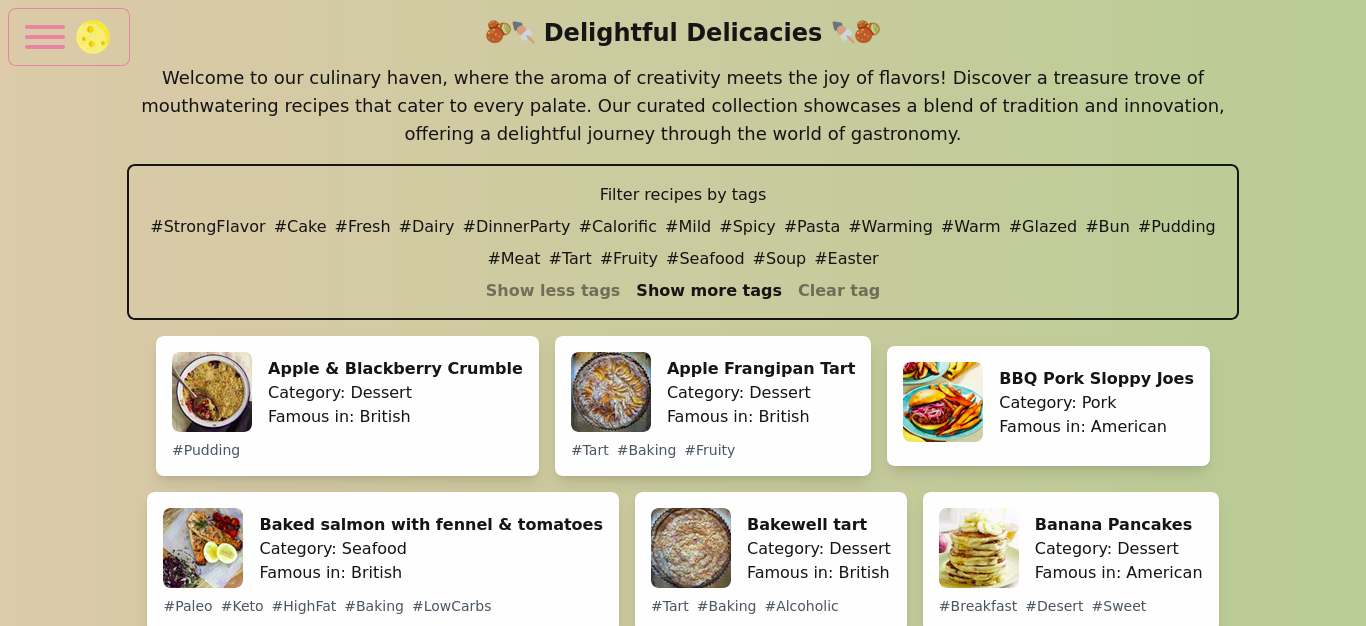 Delightful Delicacies
Welcome to our culinary haven, where the aroma of creativity meets the joy of flavors! Discover a treasure trove of
mouthwatering recipes that cater to every palate. Our curated collection showcases a blend of tradition and innovation,
offering a delightful journey through the world of gastronomy.
Filter recipes by tags
#StrongFlavor #Cake #Fresh #Dairy #DinnerParty #Calorific #Mild #Spicy #Pasta #Warming #Warm #Glazed #Bun #Pudding
#Meat #Tart #Fruity #Seafood #Soup #Easter
Show less tags Show more tags Clear tag
Apple & Blackberry Crumble
Category: Dessert
Famous in: British
#Pudding
Apple Frangipan Tart
Category: Dessert
Famous in: British
#Tart #Baking #Fruity
BBQ Pork Sloppy Joes
Category: Pork
Famous in: American
Baked salmon with fennel & tomatoes
Category: Seafood
Famous in: British
#Paleo #Keto #HighFat #Baking #LowCarbs
Bakewell tart
Category: Dessert
Famous in: British
#Tart #Baking #Alcoholic
Banana Pancakes
Category: Dessert
Famous in: American
#Breakfast #Desert #Sweet